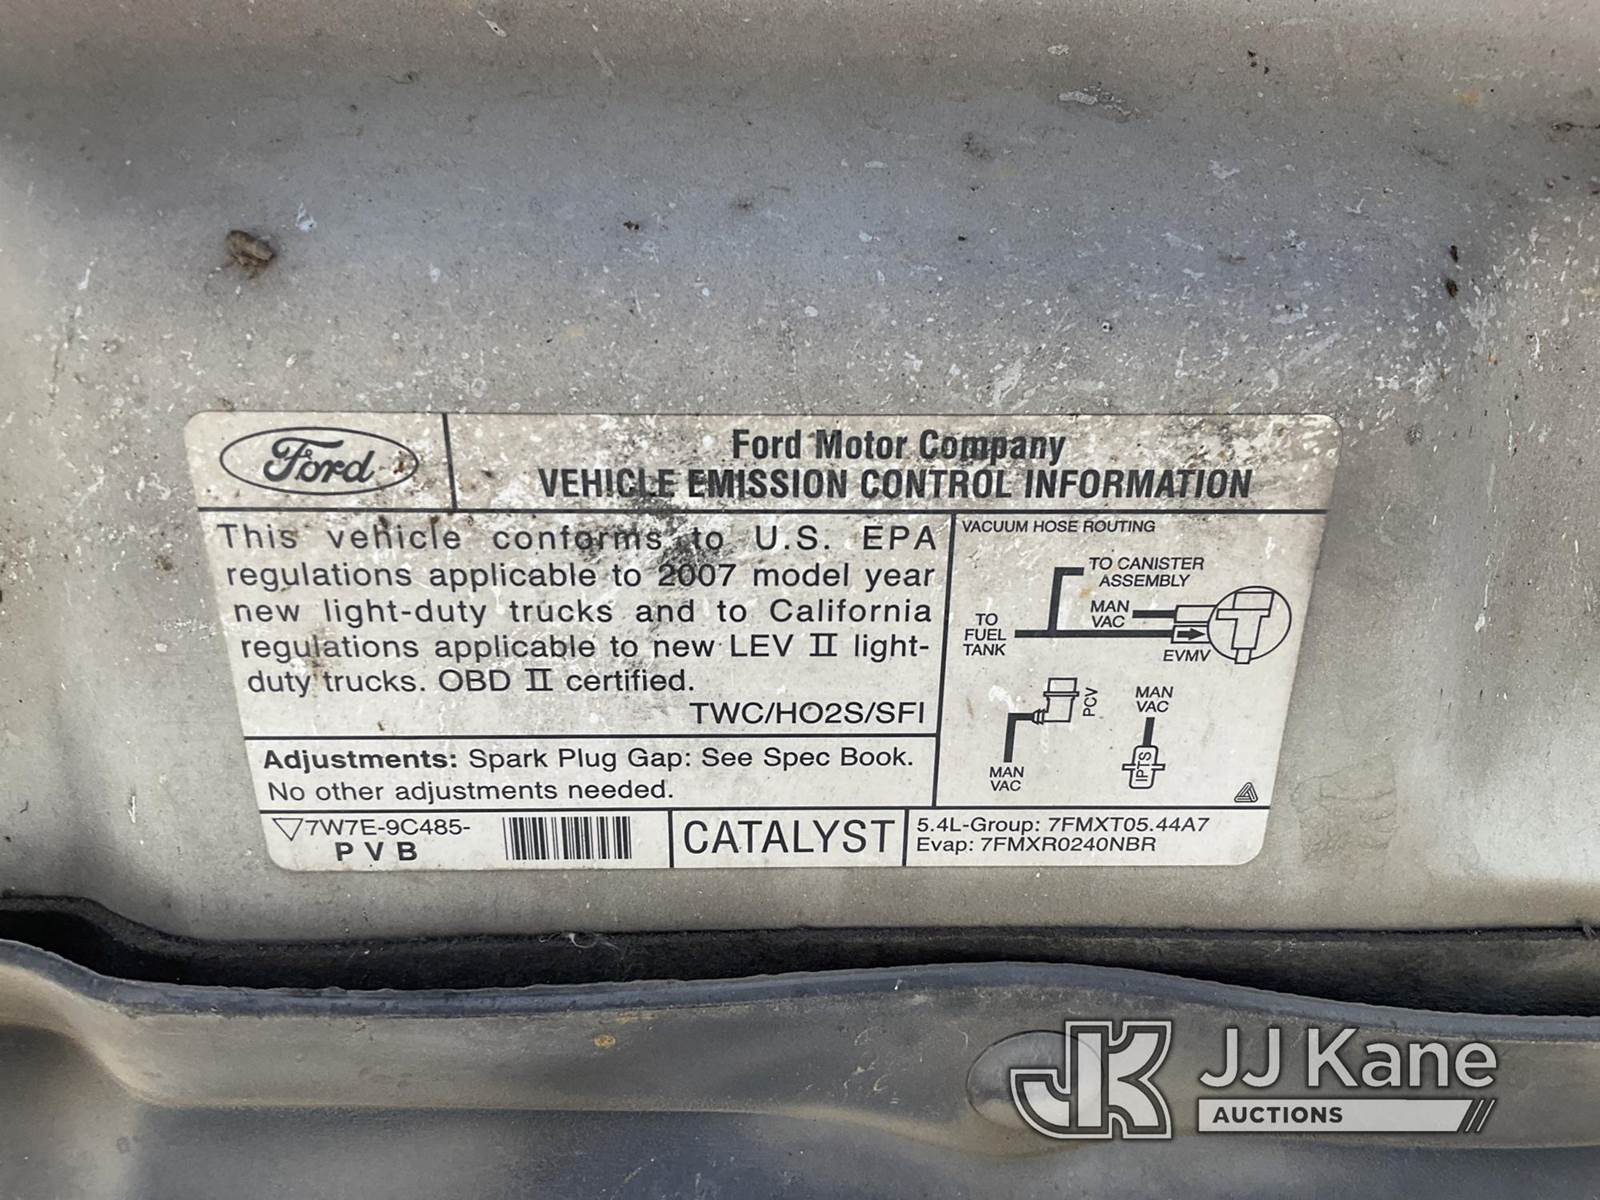 Ford
Ford Motor Company
VEHICLE EMISSION CONTROL INFORMATION
This vehicle conforms to U.S. EPA
regulations applicable to 2007 model year
new light-duty trucks and to California
regulations applicable to new LEV II light-
duty trucks. OBD II certified.
TWC/HO2S/SFI
Adjustments: Spark Plug Gap: See Spec Book.
No other adjustments needed.
VACUUM HOSE ROUTING
TO CANISTER
ASSEMBLY
MAN
VAC
TO
FUEL
TANK
EVMV
PCV
MAN
VAC
MAN
VAC
IPTS
7W7E-9C485-
P V B
CATALYST
5.4L-Group: 7FMXT05.44A7
Evap: 7FMXR0240NBR
JK
JJ Kane
AUCTIONS